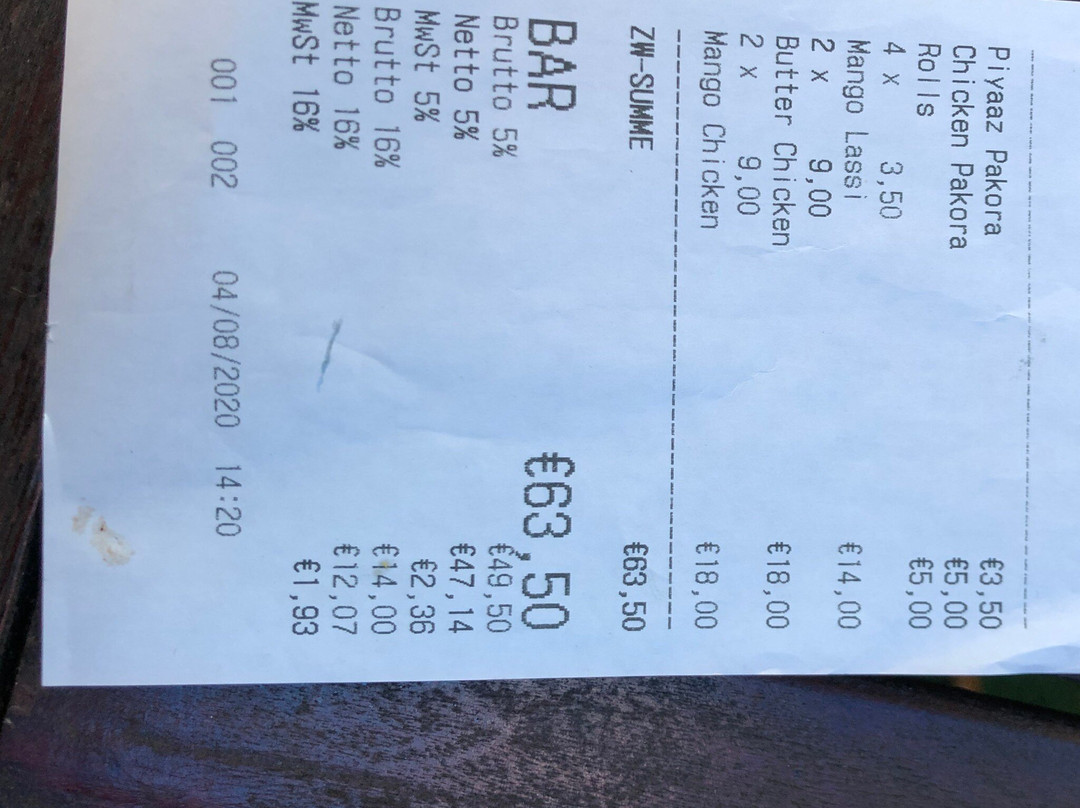 Piyaaz Pakora €3,50
Chicken Pakora €5,00
Rolls €5,00
4 x 3,50
Mango Lassi €14,00
2 x 9,00
Butter Chicken €18,00
2 x 9,00
Mango Chicken €18,00
ZW-SUMME €63,50
BAR €63,50
Brutto 5% €49,50
Netto 5% €47,14
MwSt 5% €2,36
Brutto 16% €14,00
Netto 16% €12,07
MwSt 16% €1,93
001 002 04/08/2020 14:20